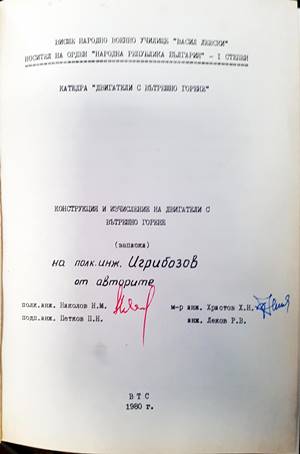 ВИСШЕ НАРОДНО ВОЕННО УЧИЛИЩЕ "ВАСИЛ ЛЕВСКИ"
НОСИТЕЛ НА ОРДЕН "НАРОДНА РЕПУБЛИКА БЪЛГАРИЯ" – I СТЕПЕН
КАТЕДРА "ДВИГАТЕЛИ С ВЪТРЕШНО ГОРЕНЕ"
КОНСТРУКЦИЯ И ИЗЧИСЛЕНИЕ НА ДВИГАТЕЛИ С
ВЪТРЕШНО ГОРЕНЕ
(записки)
на полк.инж. Игрибозов
от авторите
полк.инж. Николов Н.М. м-р инж. Христов Х.Н.
подп.инж. Петков П.Н. инж. Леков Р.В.
В Т С
1980 г.